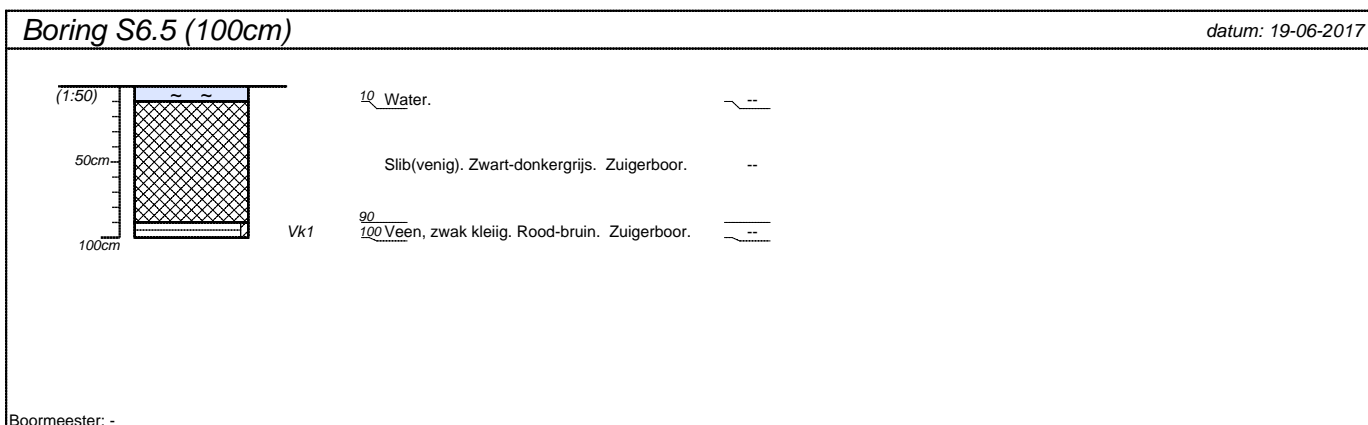 Boring S6.5 (100cm) datum: 19-06-2017
(1:50) ~ ~ 10 Water. --
50cm Slib(venig). Zwart-donkergrijs. Zuigerboor. --
90
Vk1 100 Veen, zwak kleiig. Rood-bruin. Zuigerboor. --
100cm
Boormeester: -